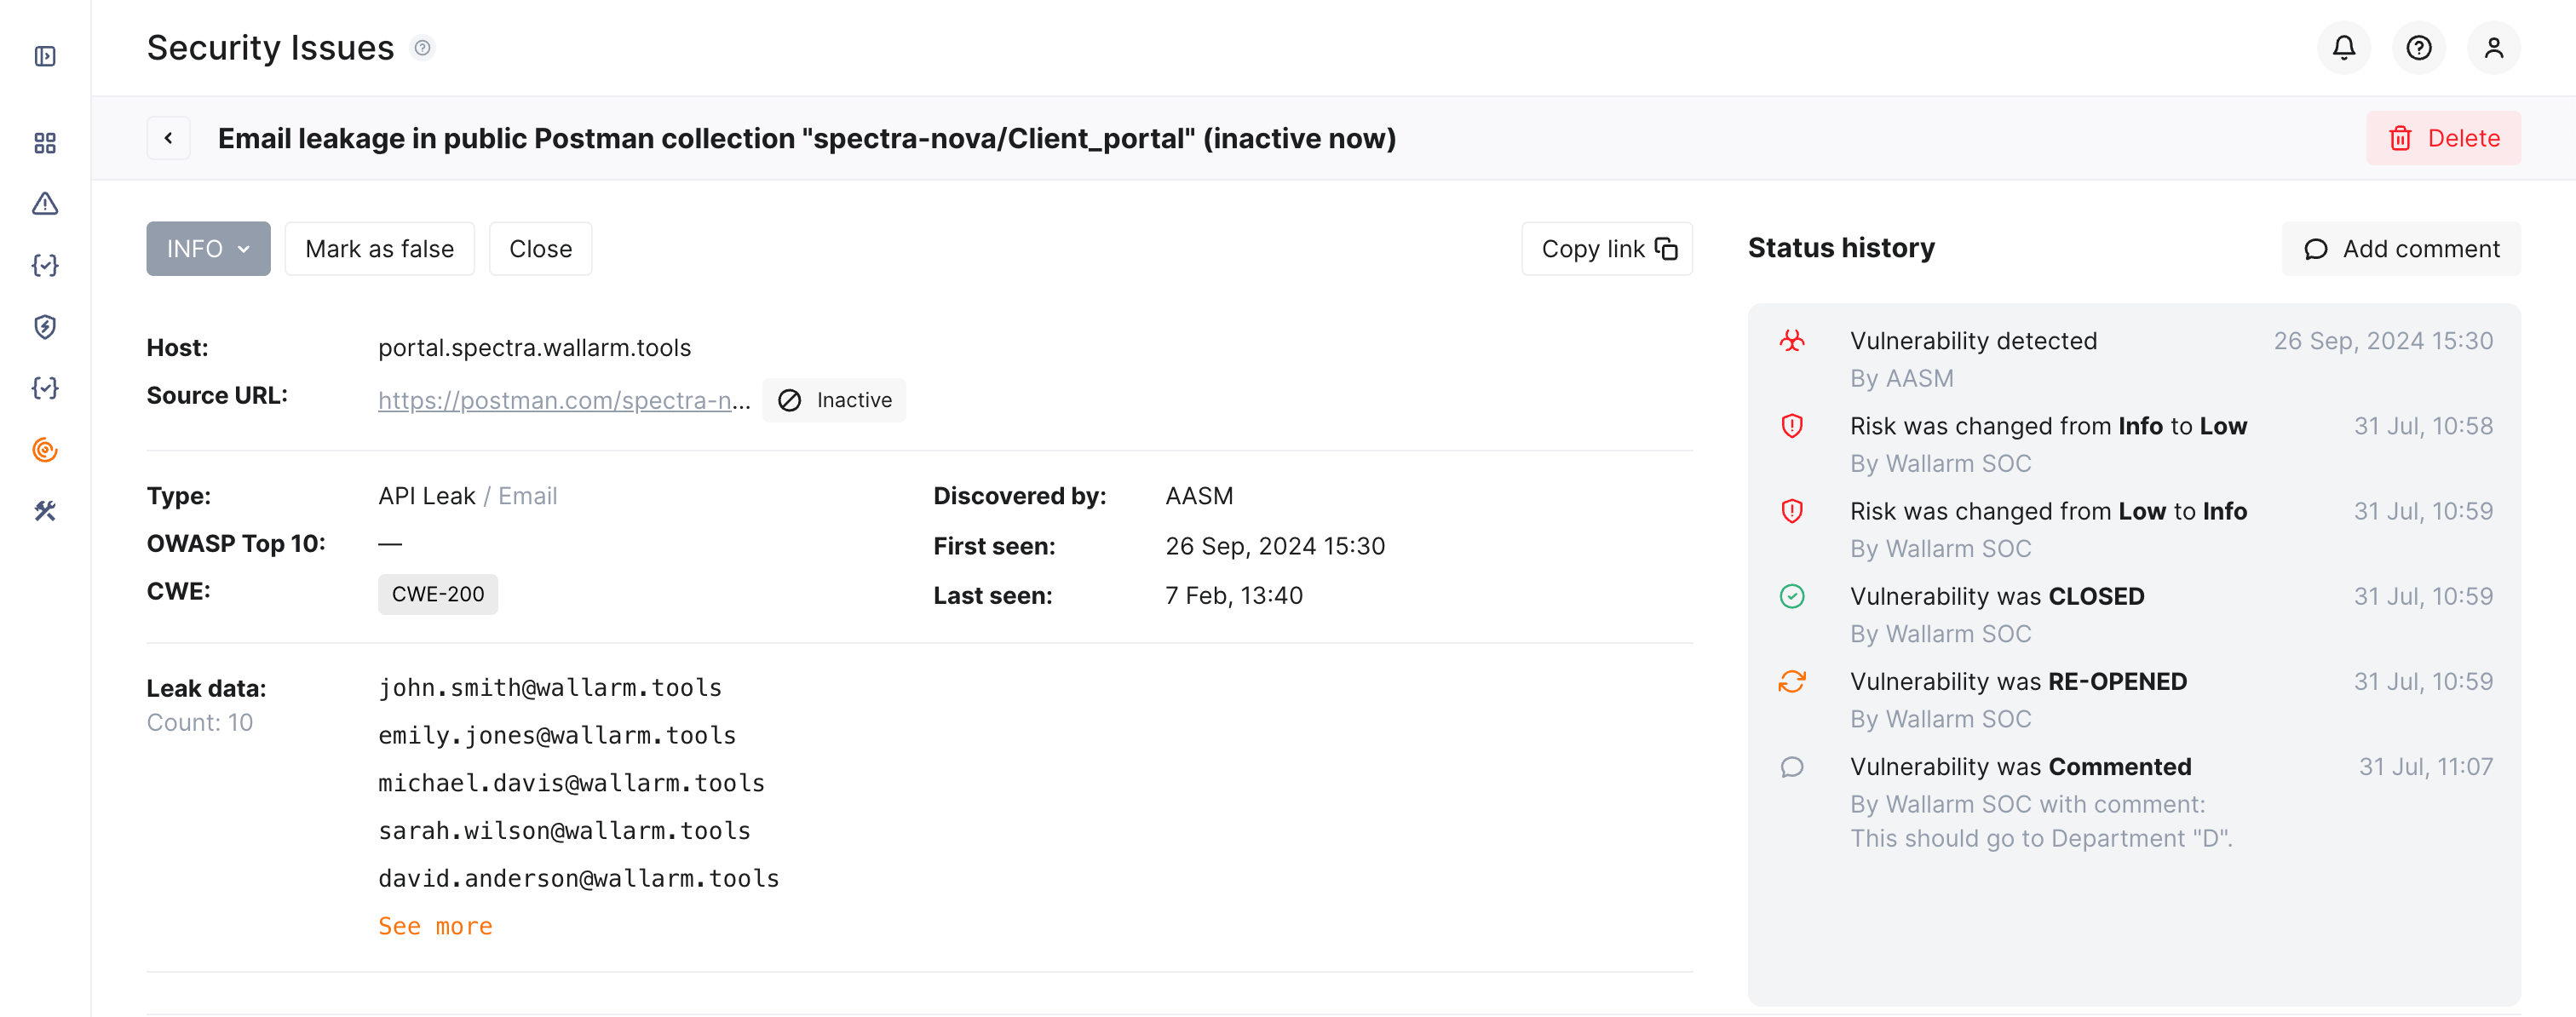 Security Issues
Email leakage in public Postman collection "spectra-nova/Client_portal" (inactive now)
Delete
INFO
Mark as false
Close
Copy link
Host:
portal.spectra.wallarm.tools
Source URL:
https://postman.com/spectra-n...
Inactive
Type:
API Leak / Email
OWASP Top 10:
—
CWE:
CWE-200
Discovered by:
AASM
First seen:
26 Sep, 2024 15:30
Last seen:
7 Feb, 13:40
Leak data:
Count: 10
john.smith@wallarm.tools
emily.jones@wallarm.tools
michael.davis@wallarm.tools
sarah.wilson@wallarm.tools
david.anderson@wallarm.tools
See more
Status history
Add comment
Vulnerability detected
26 Sep, 2024 15:30
By AASM
Risk was changed from Info to Low
31 Jul, 10:58
By Wallarm SOC
Risk was changed from Low to Info
31 Jul, 10:59
By Wallarm SOC
Vulnerability was CLOSED
31 Jul, 10:59
By Wallarm SOC
Vulnerability was RE-OPENED
31 Jul, 10:59
By Wallarm SOC
Vulnerability was Commented
31 Jul, 11:07
By Wallarm SOC with comment:
This should go to Department "D".